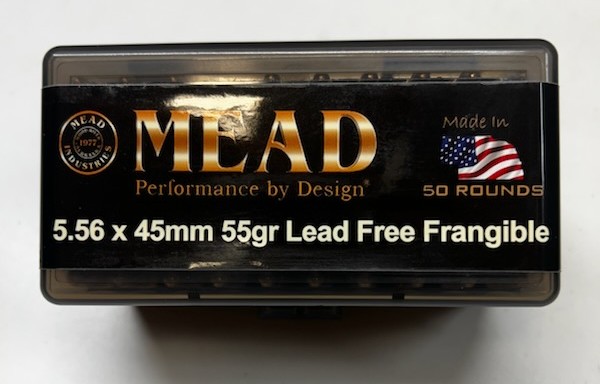 MEAD
1977
INDUSTRIES
MEAD
Performance by Design®
Made In
50 ROUNDS
5.56 x 45mm 55gr Lead Free Frangible